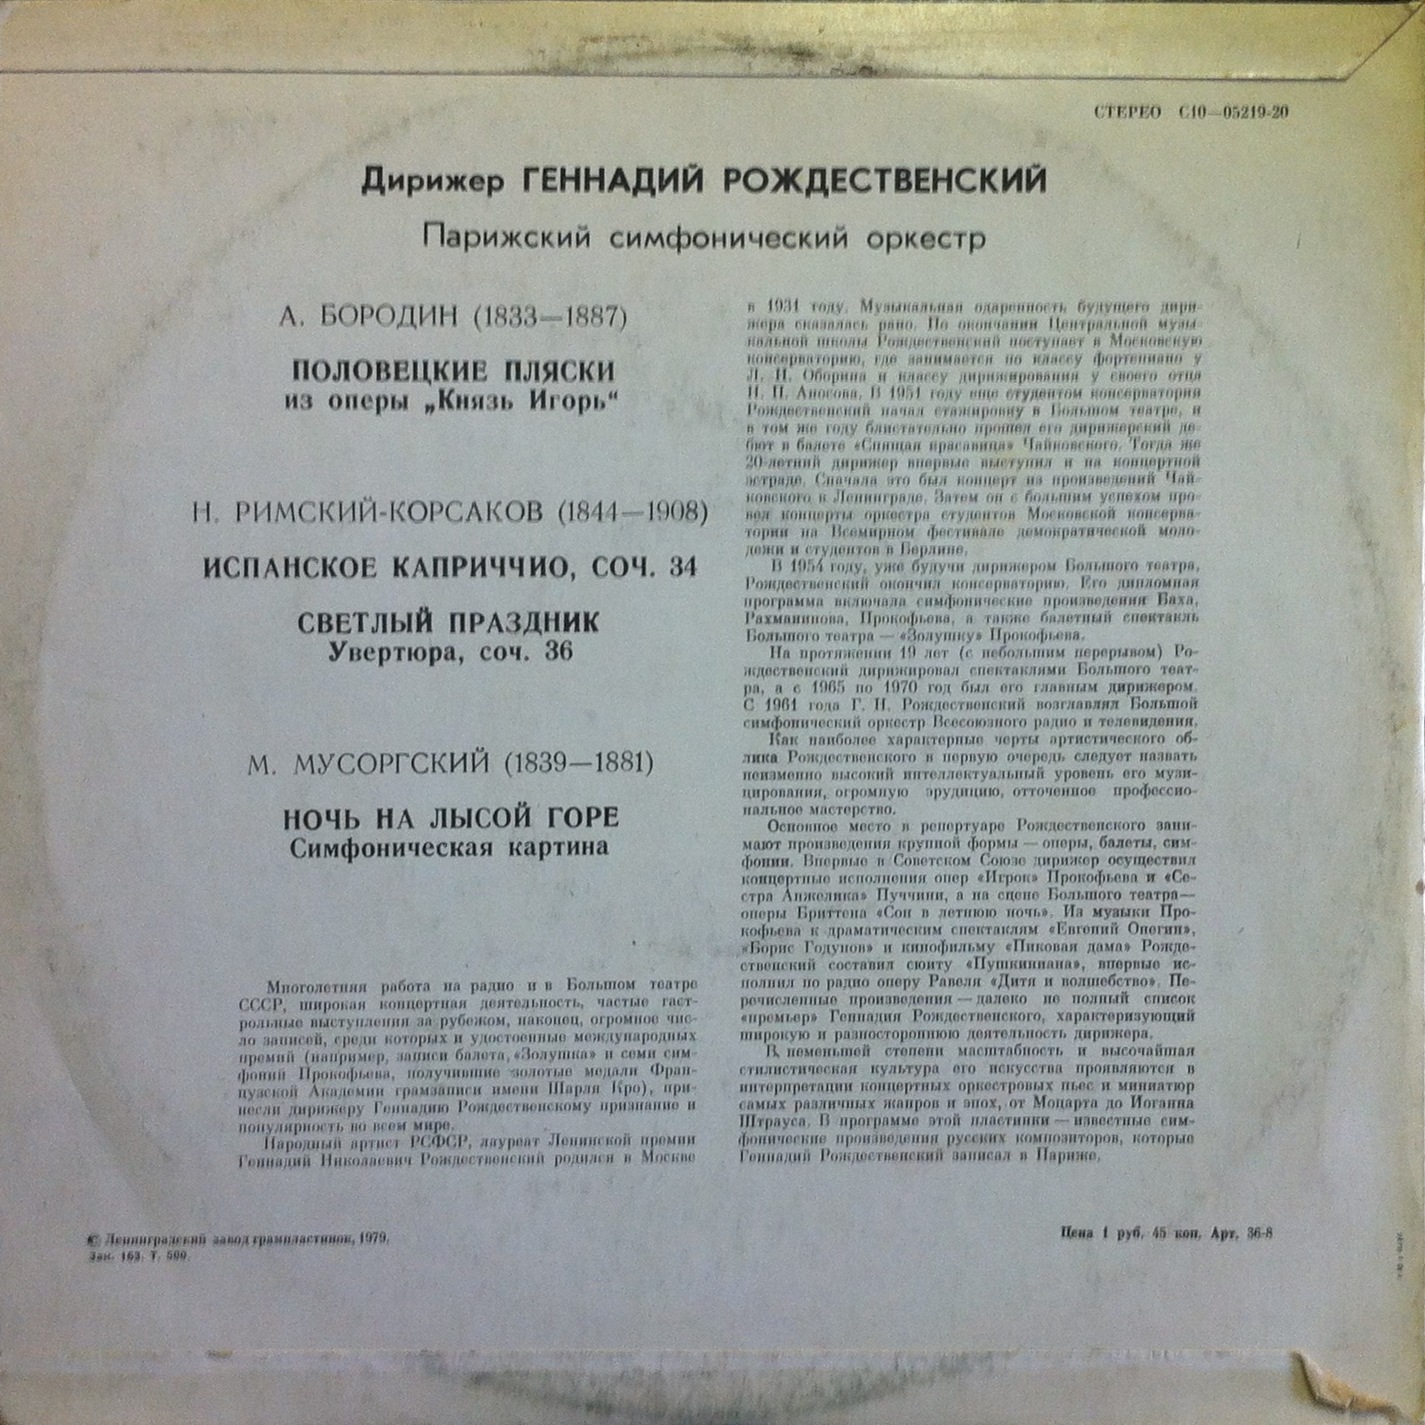 СТЕРЕО С10—05219-20
Дирижер ГЕННАДИЙ РОЖДЕСТВЕНСКИЙ
Парижский симфонический оркестр
А. БОРОДИН (1833—1887)
ПОЛОВЕЦКИЕ ПЛЯСКИ
из оперы „Князь Игорь“
Н. РИМСКИЙ-КОРСАКОВ (1844—1908)
ИСПАНСКОЕ КАПРИЧЧИО, СОЧ. 34
СВЕТЛЫЙ ПРАЗДНИК
Увертюра, соч. 36
М. МУСОРГСКИЙ (1839—1881)
НОЧЬ НА ЛЫСОЙ ГОРЕ
Симфоническая картина
Многолетняя работа на радио и в Большом театре
СССР, широкая концертная деятельность, частые гаст-
рольные выступления за рубежом, наконец, огромное чис-
ло записей, среди которых и удостоенные международных
премий (например, записи балета «Золушка» и семи сим-
фоний Прокофьева, получившие золотые медали Фран-
цузской Академии грамзаписи имени Шарля Кро), при-
несли дирижеру Геннадию Рождественскому признание и
популярность во всем мире.
Народный артист РСФСР, лауреат Ленинской премии
Геннадий Николаевич Рождественский родился в Москве
в 1931 году. Музыкальная одаренность будущего дири-
жера сказалась рано. По окончании Центральной музы-
кальной школы Рождественский поступает в Московскую
консерваторию, где занимается по классу фортепиано у
Л. Н. Оборина и классу дирижирования у своего отца
Н. П. Аносова. В 1951 году еще студентом консерватории
Рождественский начал стажировку в Большом театре, и
в том же году блистательно прошел его дирижерский де-
бют в балете «Спящая красавица» Чайковского. Тогда же
20-летний дирижер впервые выступил и на концертной
эстраде. Сначала это был концерт из произведений Чай-
ковского в Ленинграде. Затем он с большим успехом про-
вел концерты оркестра студентов Московской консерва-
тории на Всемирном фестивале демократической моло-
дежи и студентов в Берлине.
В 1954 году, уже будучи дирижером Большого театра,
Рождественский окончил консерваторию. Его дипломная
программа включала симфонические произведения Баха,
Рахманинова, Прокофьева, а также балетный спектакль
Большого театра — «Золушку» Прокофьева.
На протяжении 19 лет (с небольшим перерывом) Ро-
ждественский дирижировал спектаклями Большого теат-
ра, а с 1965 по 1970 год был его главным дирижером.
С 1961 года Г. Н. Рождественский возглавлял Большой
симфонический оркестр Всесоюзного радио и телевидения.
Как наиболее характерные черты артистического об-
лика Рождественского в первую очередь следует назвать
неизменно высокий интеллектуальный уровень его музи-
цирования, огромную эрудицию, отточенное профессио-
нальное мастерство.
Основное место в репертуаре Рождественского зани-
мают произведения крупной формы — оперы, балеты, сим-
фонии. Впервые в Советском Союзе дирижер осуществил
концертные исполнения опер «Игрок» Прокофьева и «Се-
стра Анжелика» Пуччини, а на сцене Большого театра—
оперы Бриттена «Сон в летнюю ночь». Из музыки Про-
кофьева к драматическим спектаклям «Евгений Онегин»,
«Борис Годунов» и кинофильму «Пиковая дама» Рожде-
ственский составил сюиту «Пушкиниана», впервые ис-
полнил по радио оперу Равеля «Дитя и волшебство». Пе-
речисленные произведения — далеко не полный список
«премьер» Геннадия Рождественского, характеризующий
широкую и разностороннюю деятельность дирижера.
В неменьшей степени масштабность и высочайшая
стилистическая культура его искусства проявляются в
интерпретации концертных оркестровых пьес и миниатюр
самых различных жанров и эпох, от Моцарта до Иоганна
Штрауса. В программе этой пластинки — известные сим-
фонические произведения русских композиторов, которые
Геннадий Рождественский записал в Париже.
© Ленинградский завод грампластинок, 1979.
Зак. 163. Т. 500.
Цена 1 руб. 45 коп. Арт. 36-8